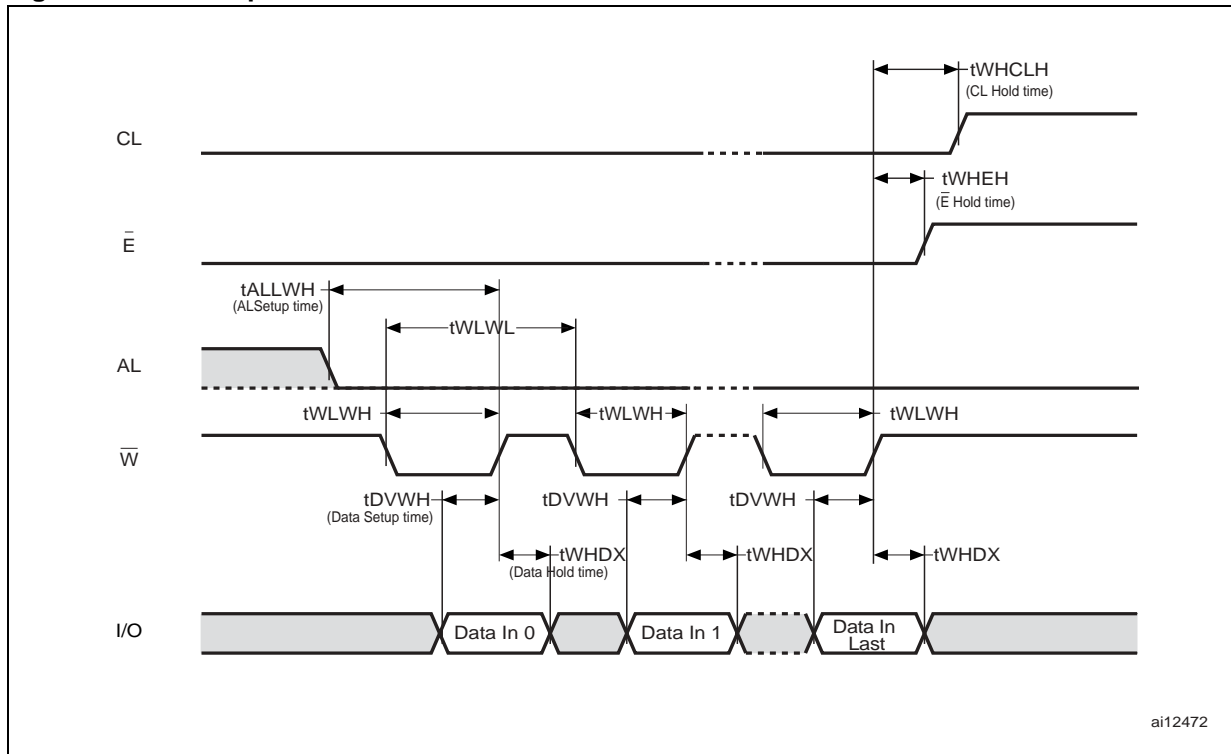 tWHCLH
(CL Hold time)
CL
tWHEH
(E̅ Hold time)
E̅
tALLWH
(ALSetup time)
tWLWL
AL
tWLWH
tWLWH
tWLWH
W̅
tDVWH
(Data Setup time)
tDVWH
tDVWH
tWHDX
(Data Hold time)
tWHDX
tWHDX
I/O
Data In 0
Data In 1
Data In
Last
ai12472